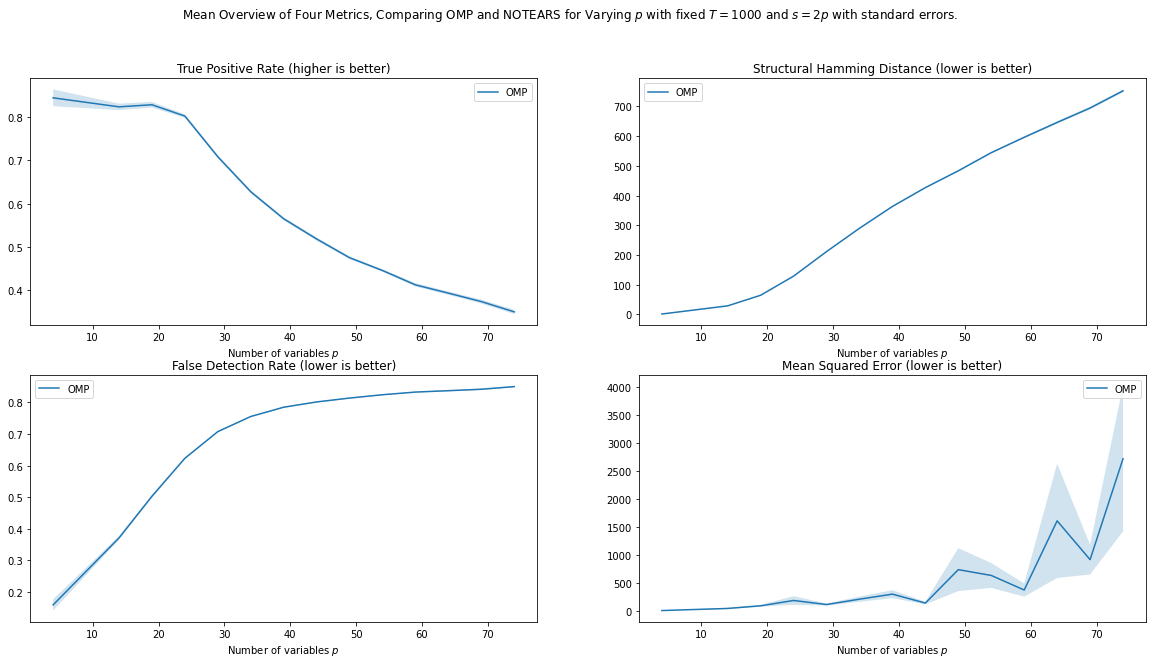 Mean Overview of Four Metrics, Comparing OMP and NOTEARS for Varying p with fixed T = 1000 and s = 2p with standard errors.
True Positive Rate (higher is better)
OMP
0.8
0.7
0.6
0.5
0.4
10 20 30 40 50 60 70
Number of variables p
Structural Hamming Distance (lower is better)
OMP
700
600
500
400
300
200
100
0
10 20 30 40 50 60 70
Number of variables p
False Detection Rate (lower is better)
OMP
0.8
0.7
0.6
0.5
0.4
0.3
0.2
10 20 30 40 50 60 70
Number of variables p
Mean Squared Error (lower is better)
OMP
4000
3500
3000
2500
2000
1500
1000
500
0
10 20 30 40 50 60 70
Number of variables p